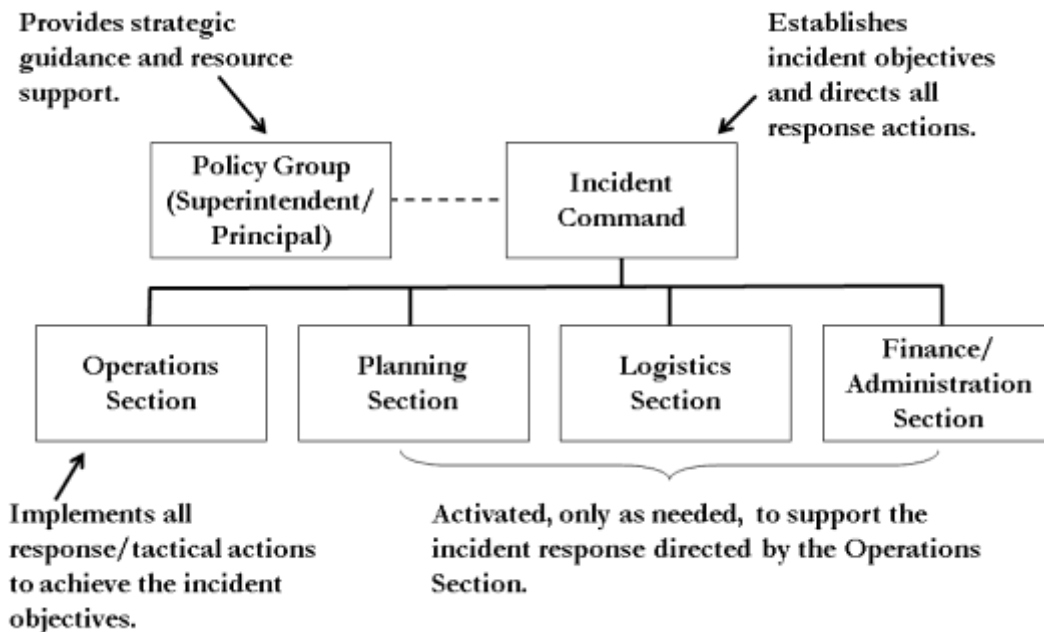 Provides strategic
guidance and resource
support.
Establishes
incident objectives
and directs all
response actions.
Policy Group
(Superintendent/
Principal)
Incident
Command
Operations
Section
Planning
Section
Logistics
Section
Finance/
Administration
Section
Implements all
response/tactical actions
to achieve the incident
objectives.
Activated, only as needed, to support the
incident response directed by the Operations
Section.